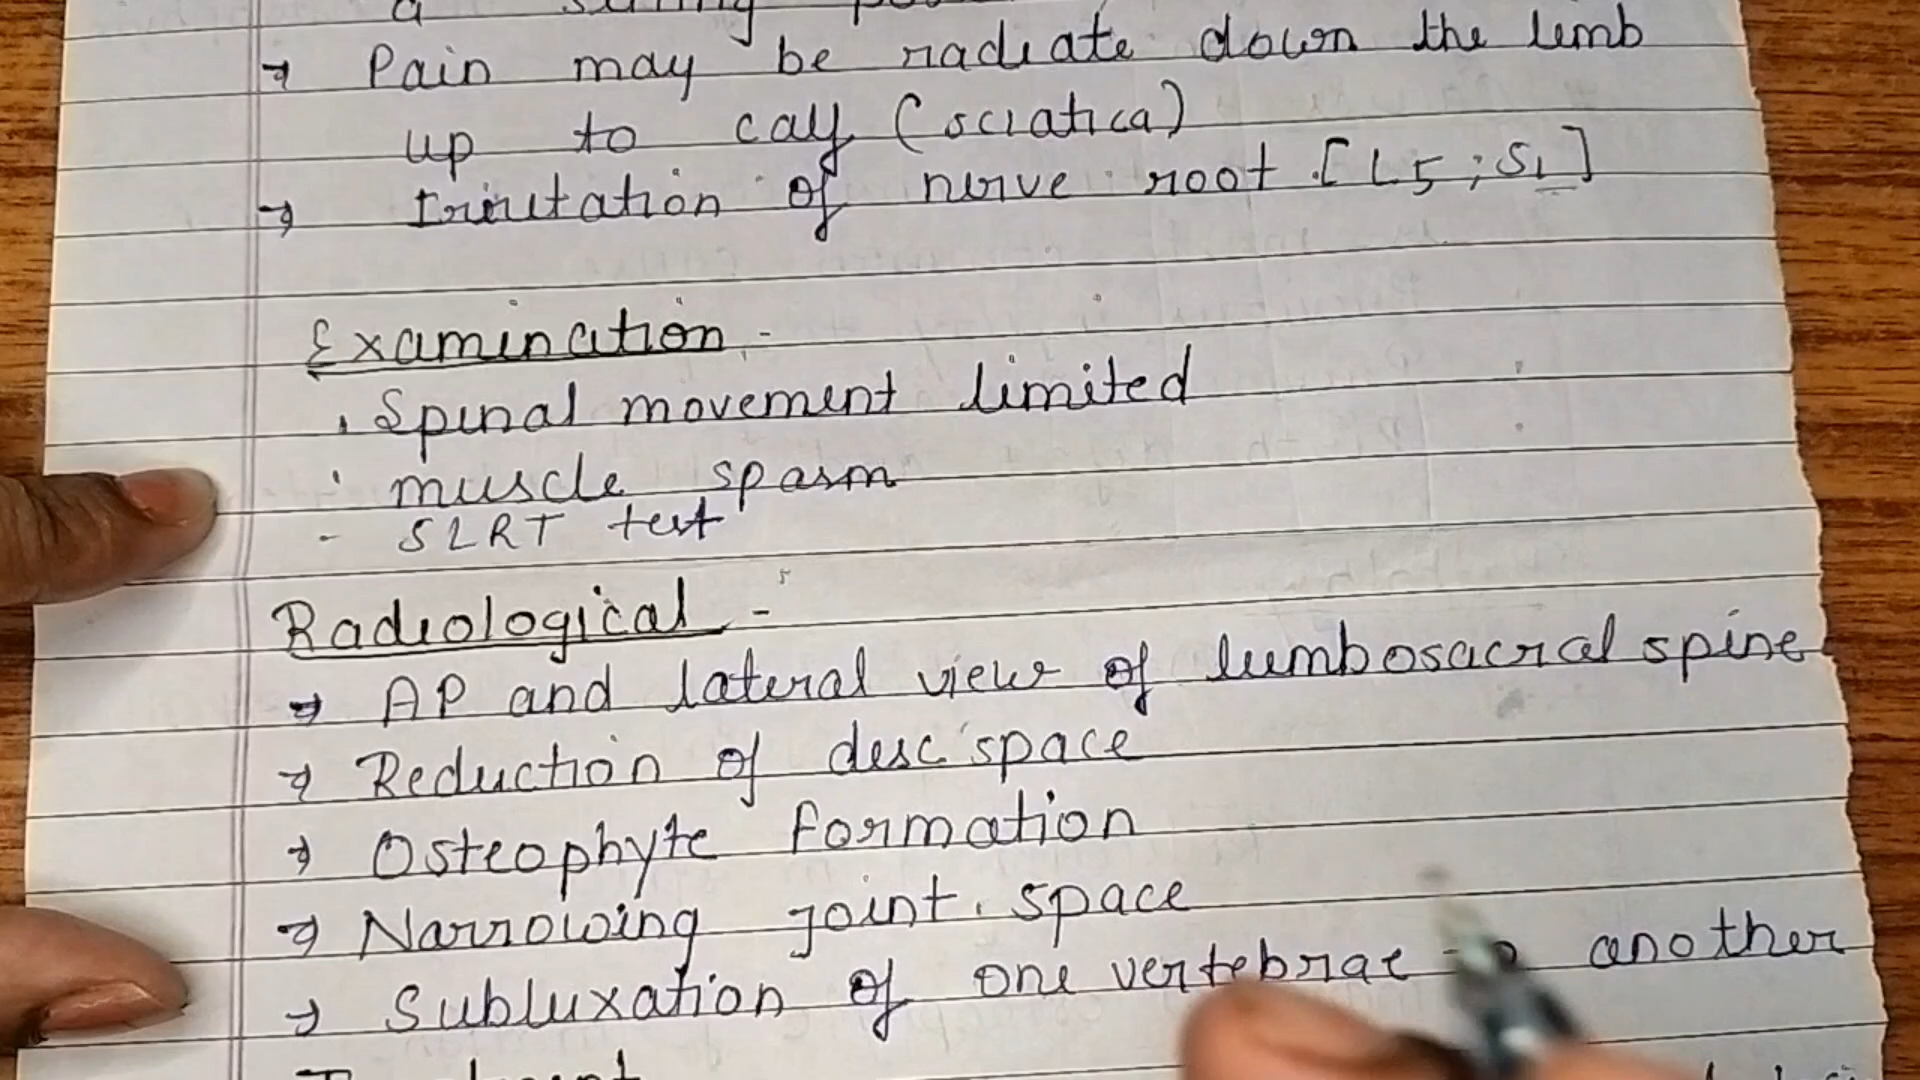 → Pain may be radiate down the limb
up to calf (sciatica)
→ Irritation of nerve root [L5; S1]
Examination -
. Spinal movement limited
. muscle spasm
- SLRT test
Radiological -
→ AP and lateral view of lumbosacral spine
→ Reduction of desc space
→ Osteophyte formation
→ Narrowing joint space
→ Subluxation of one vertebrae another